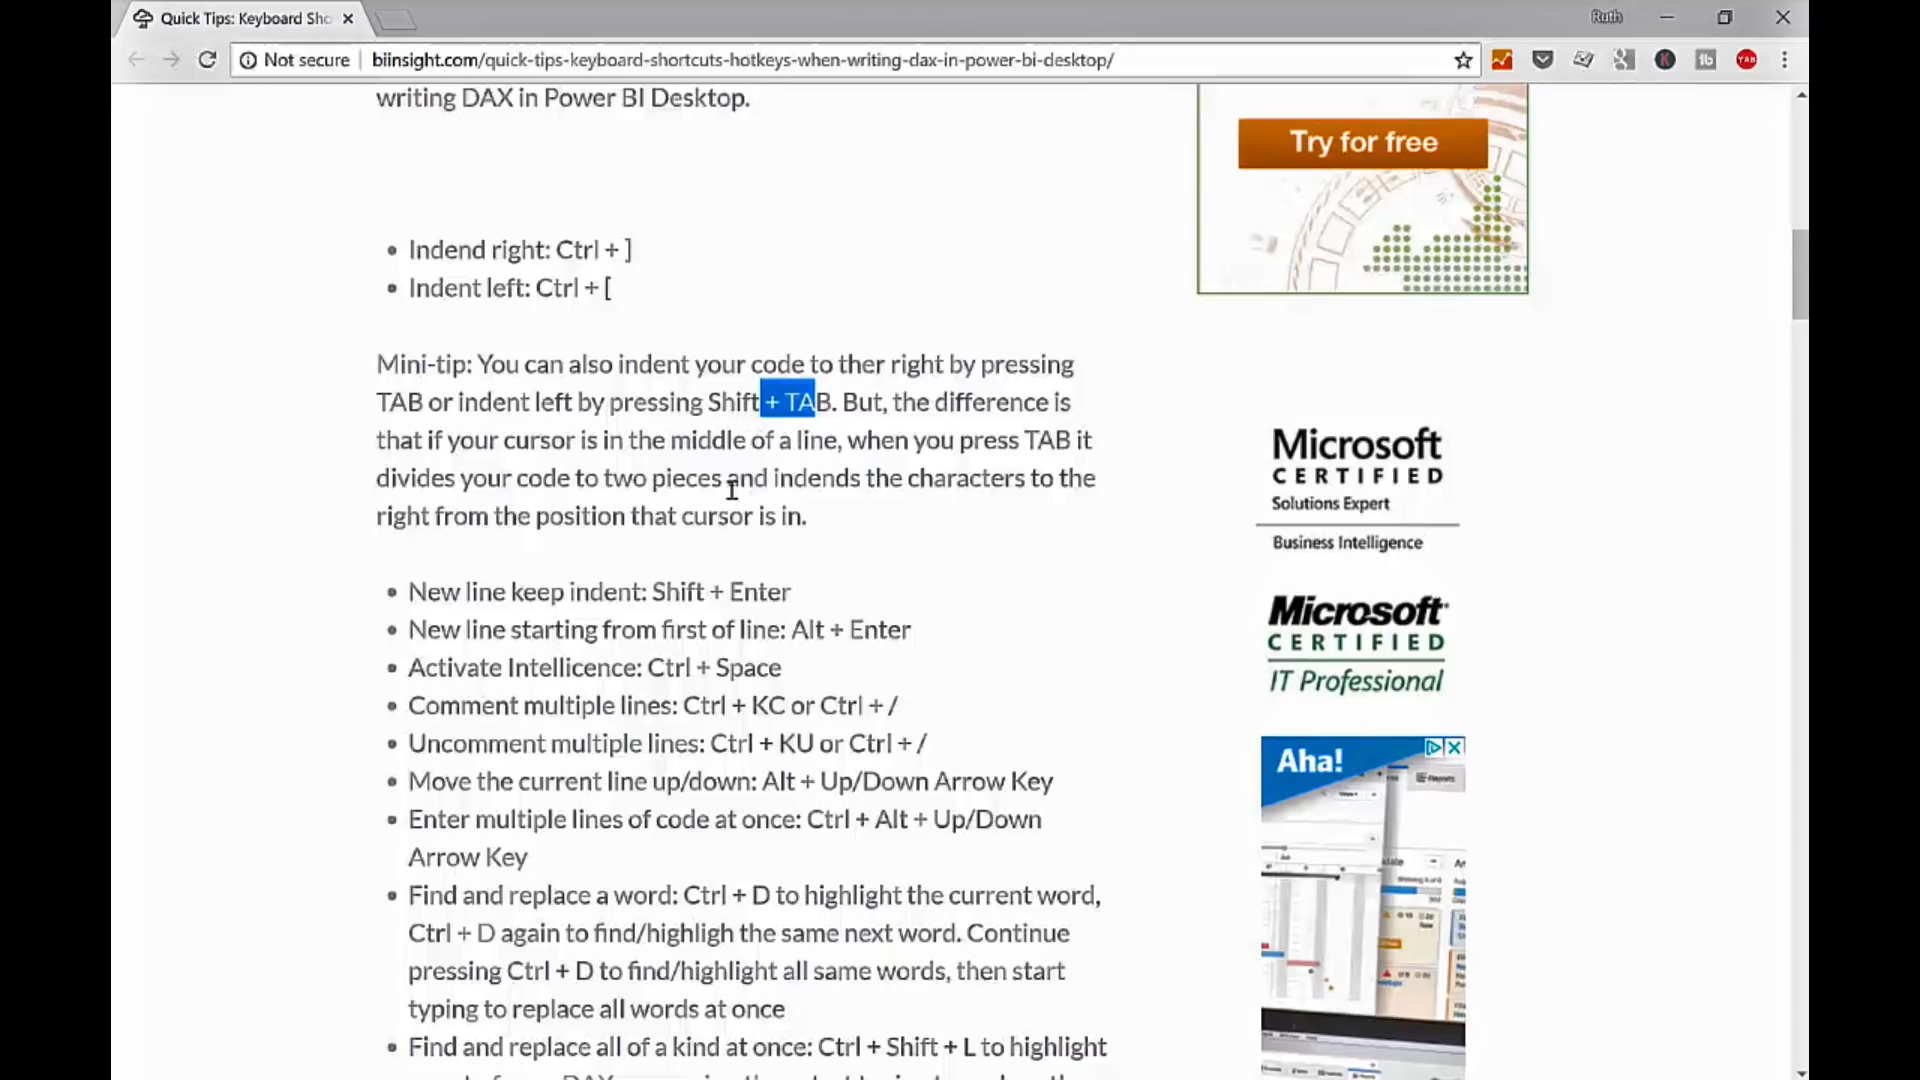 Quick Tips: Keyboard Sho
Ruth
Not secure
biinsight.com/quick-tips-keyboard-shortcuts-hotkeys-when-writing-dax-in-power-bi-desktop/
writing DAX in Power BI Desktop.
Try for free
• Indend right: Ctrl + ]
• Indent left: Ctrl + [
Mini-tip: You can also indent your code to ther right by pressing
TAB or indent left by pressing Shift + TAB. But, the difference is
that if your cursor is in the middle of a line, when you press TAB it
divides your code to two pieces and indends the characters to the
right from the position that cursor is in.
• New line keep indent: Shift + Enter
• New line starting from first of line: Alt + Enter
• Activate Intellicence: Ctrl + Space
• Comment multiple lines: Ctrl + KC or Ctrl + /
• Uncomment multiple lines: Ctrl + KU or Ctrl + /
• Move the current line up/down: Alt + Up/Down Arrow Key
• Enter multiple lines of code at once: Ctrl + Alt + Up/Down
Arrow Key
• Find and replace a word: Ctrl + D to highlight the current word,
Ctrl + D again to find/highligh the same next word. Continue
pressing Ctrl + D to find/highlight all same words, then start
typing to replace all words at once
• Find and replace all of a kind at once: Ctrl + Shift + L to highlight
Microsoft
CERTIFIED
Solutions Expert
Business Intelligence
Microsoft
CERTIFIED
IT Professional
Aha!
Reports